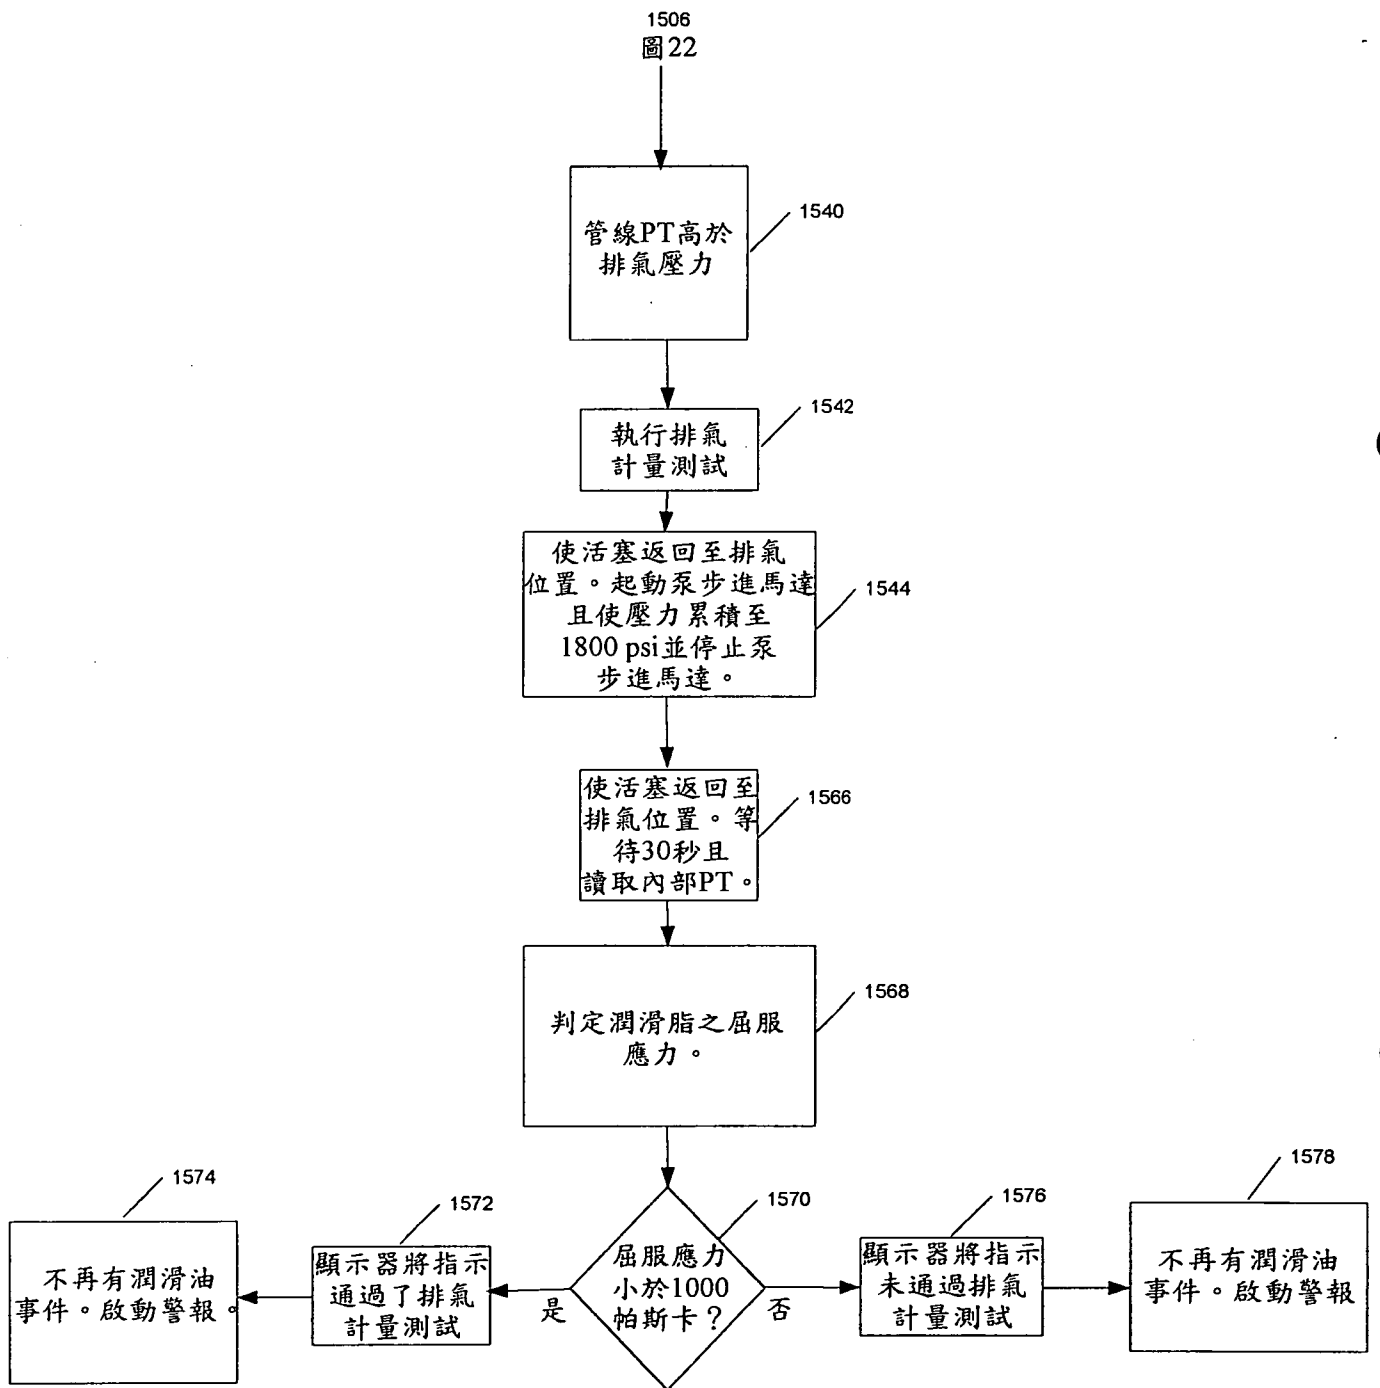 1506
圖22
管線PT高於
排氣壓力
1540
執行排氣
計量測試
1542
使活塞返回至排氣
位置。起動泵步進馬達
且使壓力累積至
1800 psi並停止泵
步進馬達。
1544
使活塞返回至
排氣位置。等
待30秒且
讀取內部PT。
1566
判定潤滑脂之屈服
應力。
1568
屈服應力
小於1000
帕斯卡?
1570
是
否
顯示器將指示
通過了排氣
計量測試
1572
不再有潤滑油
事件。啟動警報。
1574
顯示器將指示
未通過排氣
計量測試
1576
不再有潤滑油
事件。啟動警報
1578